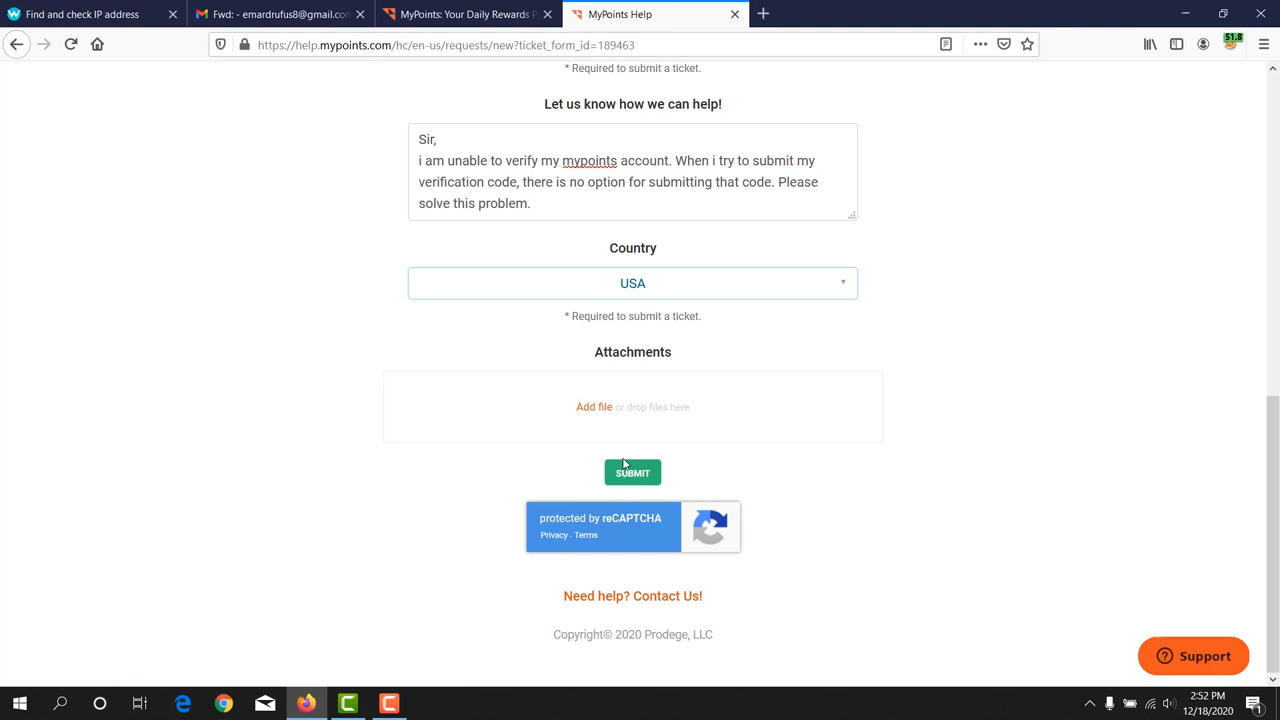 Find and check IP address
Fwd: - emardrufus8@gmail.con
MyPoints: Your Daily Rewards P
MyPoints Help
https://help.mypoints.com/hc/en-us/requests/new?ticket_form_id=189463
51.8
* Required to submit a ticket.
Let us know how we can help!
Sir,
i am unable to verify my mypoints account. When i try to submit my
verification code, there is no option for submitting that code. Please
solve this problem.
Country
USA
* Required to submit a ticket.
Attachments
Add file or drop files here
SUBMIT
protected by reCAPTCHA
Privacy - Terms
Need help? Contact Us!
Copyright© 2020 Prodege, LLC
Support
2:52 PM
12/18/2020
1